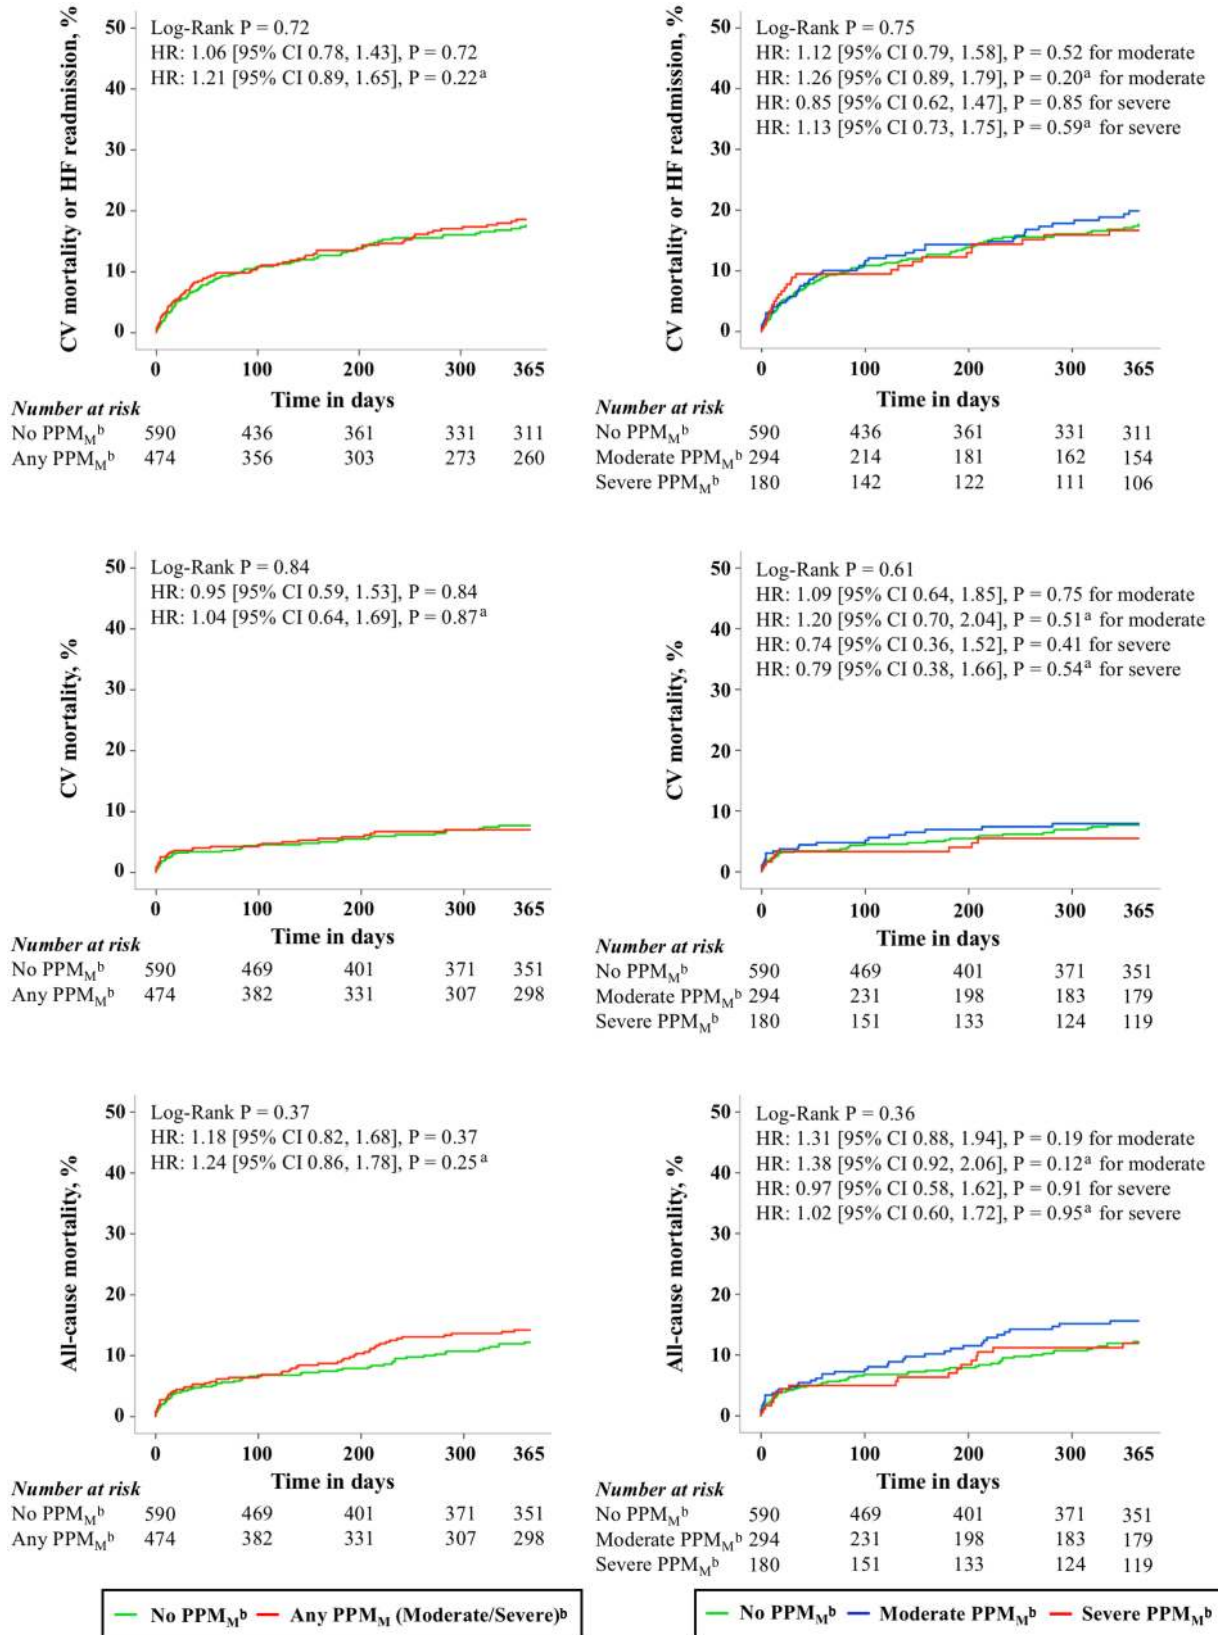 CV mortality or HF readmission, %
50
40
30
20
10
0
Log-Rank P = 0.72
HR: 1.06 [95% CI 0.78, 1.43], P = 0.72
HR: 1.21 [95% CI 0.89, 1.65], P = 0.22ᵃ
0 100 200 300 365
Time in days
Number at risk
No PPM_Mᵇ 590 436 361 331 311
Any PPM_Mᵇ 474 356 303 273 260
CV mortality or HF readmission, %
50
40
30
20
10
0
Log-Rank P = 0.75
HR: 1.12 [95% CI 0.79, 1.58], P = 0.52 for moderate
HR: 1.26 [95% CI 0.89, 1.79], P = 0.20ᵃ for moderate
HR: 0.85 [95% CI 0.62, 1.47], P = 0.85 for severe
HR: 1.13 [95% CI 0.73, 1.75], P = 0.59ᵃ for severe
0 100 200 300 365
Time in days
Number at risk
No PPM_Mᵇ 590 436 361 331 311
Moderate PPM_Mᵇ 294 214 181 162 154
Severe PPM_Mᵇ 180 142 122 111 106
CV mortality, %
50
40
30
20
10
0
Log-Rank P = 0.84
HR: 0.95 [95% CI 0.59, 1.53], P = 0.84
HR: 1.04 [95% CI 0.64, 1.69], P = 0.87ᵃ
0 100 200 300 365
Time in days
Number at risk
No PPM_Mᵇ 590 469 401 371 351
Any PPM_Mᵇ 474 382 331 307 298
CV mortality, %
50
40
30
20
10
0
Log-Rank P = 0.61
HR: 1.09 [95% CI 0.64, 1.85], P = 0.75 for moderate
HR: 1.20 [95% CI 0.70, 2.04], P = 0.51ᵃ for moderate
HR: 0.74 [95% CI 0.36, 1.52], P = 0.41 for severe
HR: 0.79 [95% CI 0.38, 1.66], P = 0.54ᵃ for severe
0 100 200 300 365
Time in days
Number at risk
No PPM_Mᵇ 590 469 401 371 351
Moderate PPM_Mᵇ 294 231 198 183 179
Severe PPM_Mᵇ 180 151 133 124 119
All-cause mortality, %
50
40
30
20
10
0
Log-Rank P = 0.37
HR: 1.18 [95% CI 0.82, 1.68], P = 0.37
HR: 1.24 [95% CI 0.86, 1.78], P = 0.25ᵃ
0 100 200 300 365
Time in days
Number at risk
No PPM_Mᵇ 590 469 401 371 351
Any PPM_Mᵇ 474 382 331 307 298
All-cause mortality, %
50
40
30
20
10
0
Log-Rank P = 0.36
HR: 1.31 [95% CI 0.88, 1.94], P = 0.19 for moderate
HR: 1.38 [95% CI 0.92, 2.06], P = 0.12ᵃ for moderate
HR: 0.97 [95% CI 0.58, 1.62], P = 0.91 for severe
HR: 1.02 [95% CI 0.60, 1.72], P = 0.95ᵃ for severe
0 100 200 300 365
Time in days
Number at risk
No PPM_Mᵇ 590 469 401 371 351
Moderate PPM_Mᵇ 294 231 198 183 179
Severe PPM_Mᵇ 180 151 133 124 119
No PPM_Mᵇ Any PPM_M (Moderate/Severe)ᵇ
No PPM_Mᵇ Moderate PPM_Mᵇ Severe PPM_Mᵇ